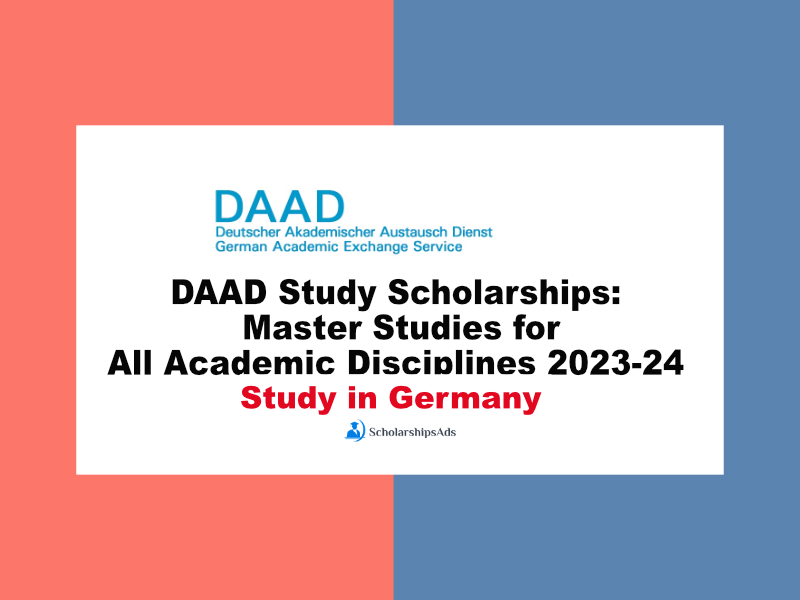 DAAD
Deutscher Akademischer Austausch Dienst
German Academic Exchange Service
DAAD Study Scholarships:
Master Studies for
All Academic Disciplines 2023-24
Study in Germany
ScholarshipsAds